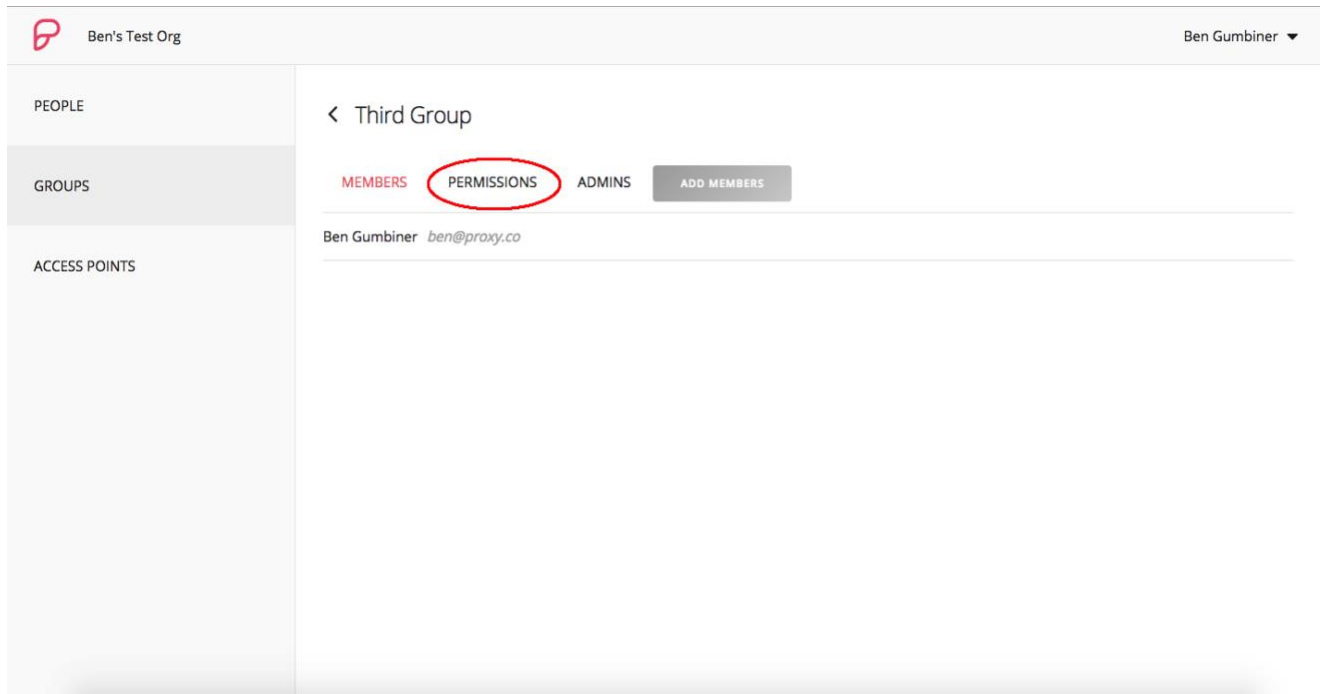 Ben's Test Org
Ben Gumbiner
PEOPLE
GROUPS
ACCESS POINTS
Third Group
MEMBERS PERMISSIONS ADMINS ADD MEMBERS
Ben Gumbiner ben@proxy.co